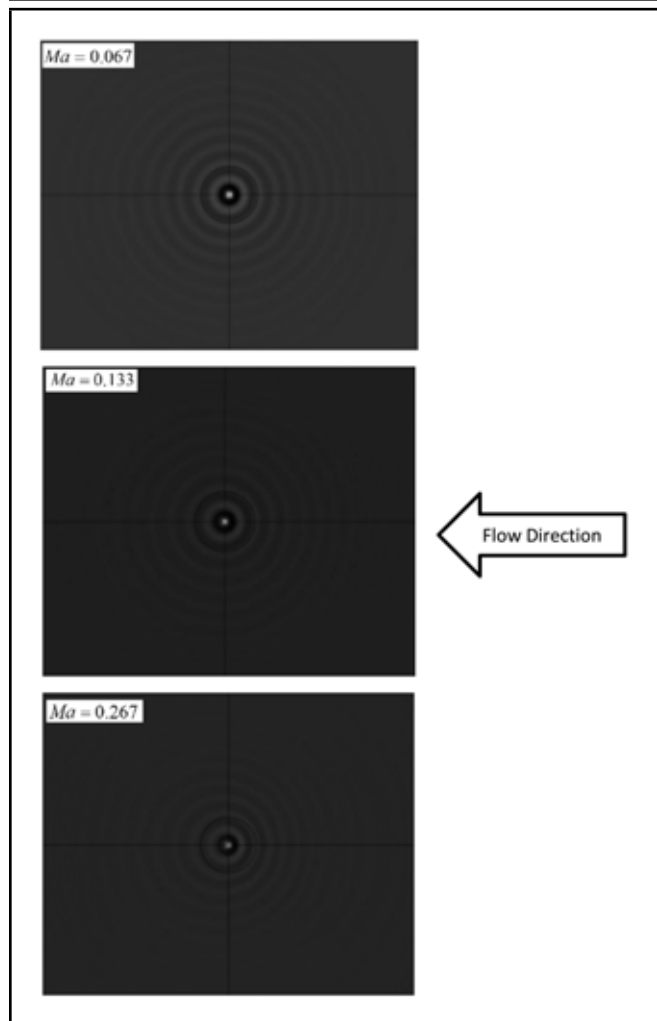 Ma = 0.067
Ma = 0.133
Flow Direction
Ma = 0.267